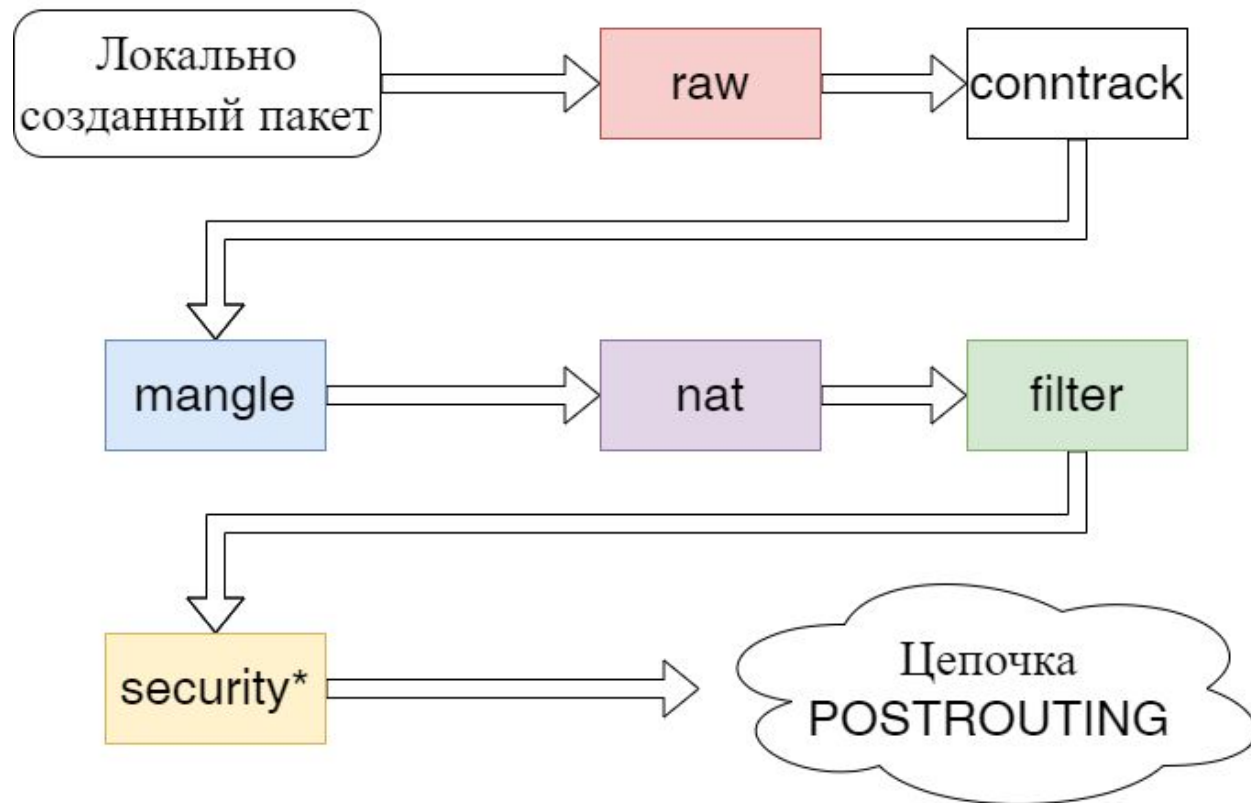 Локально
созданный пакет
raw
conntrack
mangle
nat
filter
security*
Цепочка
POSTROUTING